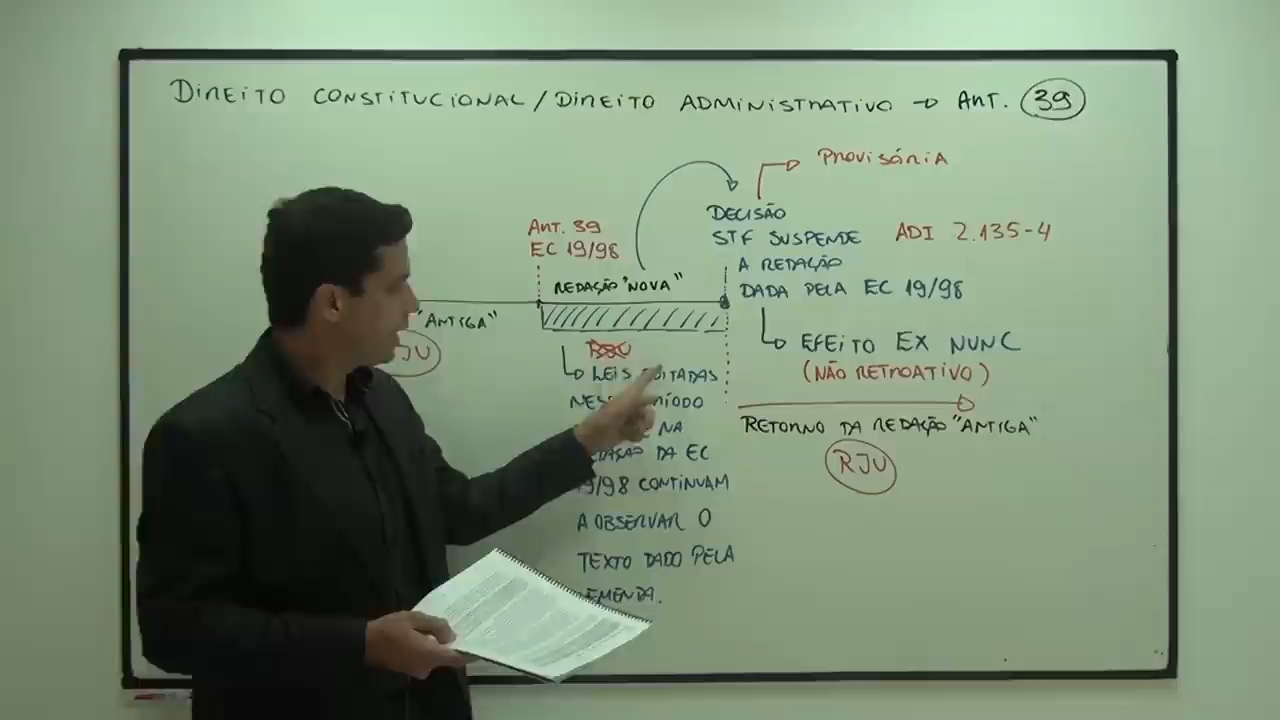 DIREITO CONSTITUCIONAL / DIREITO ADMINISTRATIVO → ART. 39
PROVISÓRIA
ART. 39
EC 19/98
REDAÇÃO "NOVA"
"ANTIGA"
DECISÃO
STF SUSPENDE
A REDAÇÃO
DADA PELA EC 19/98
ADI 2.135-4
EFEITO EX NUNC
(NÃO RETROATIVO)
RETORNO DA REDAÇÃO "ANTIGA"
RJU
RJU
LEIS
NA
DA EC
19/98 CONTINUAM
A OBSERVAR O
TEXTO DADO PELA
EMENDA.